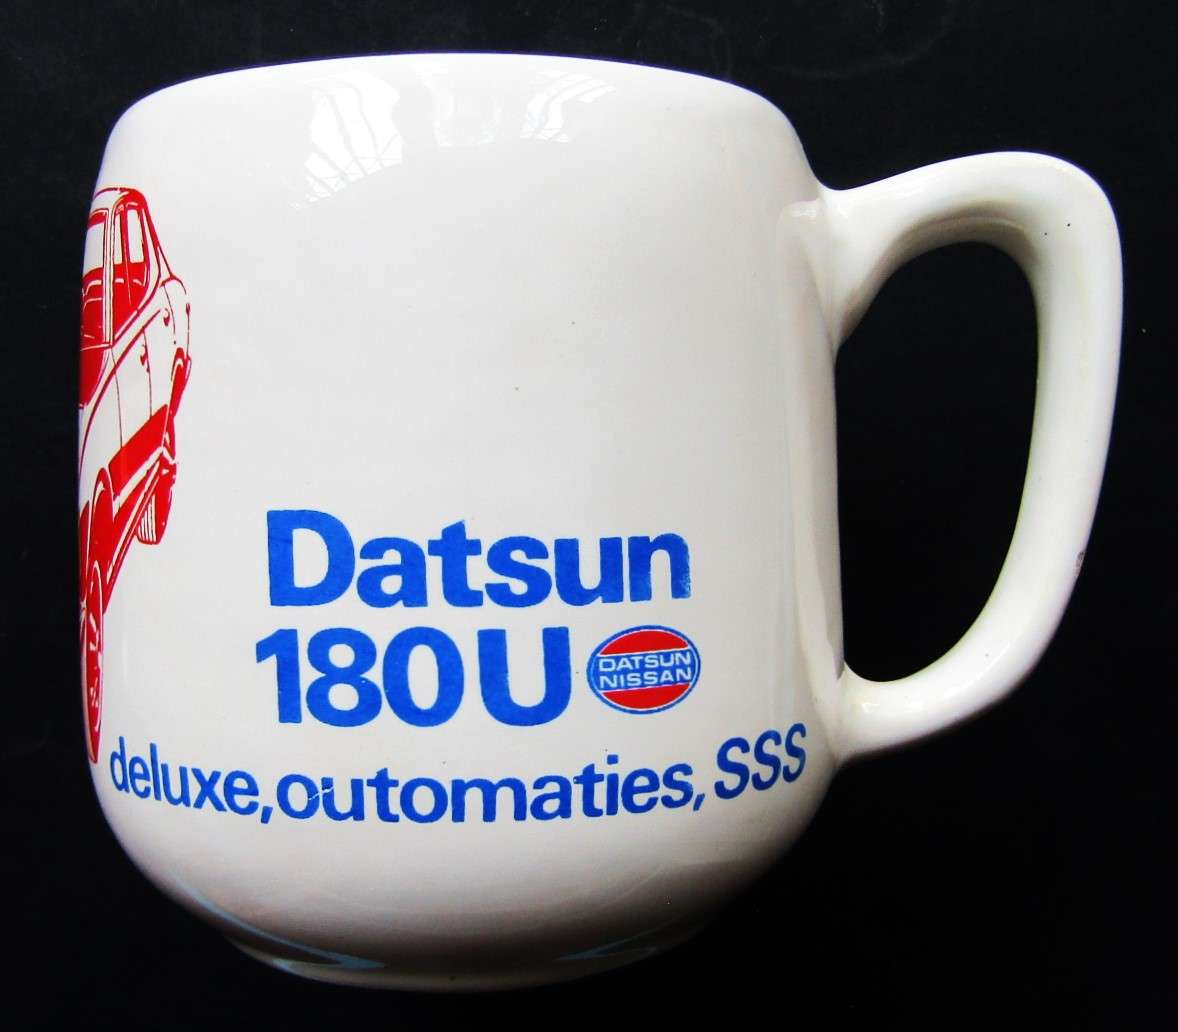 Datsun
180U
DATSUN
NISSAN
deluxe,outomaties, SSS